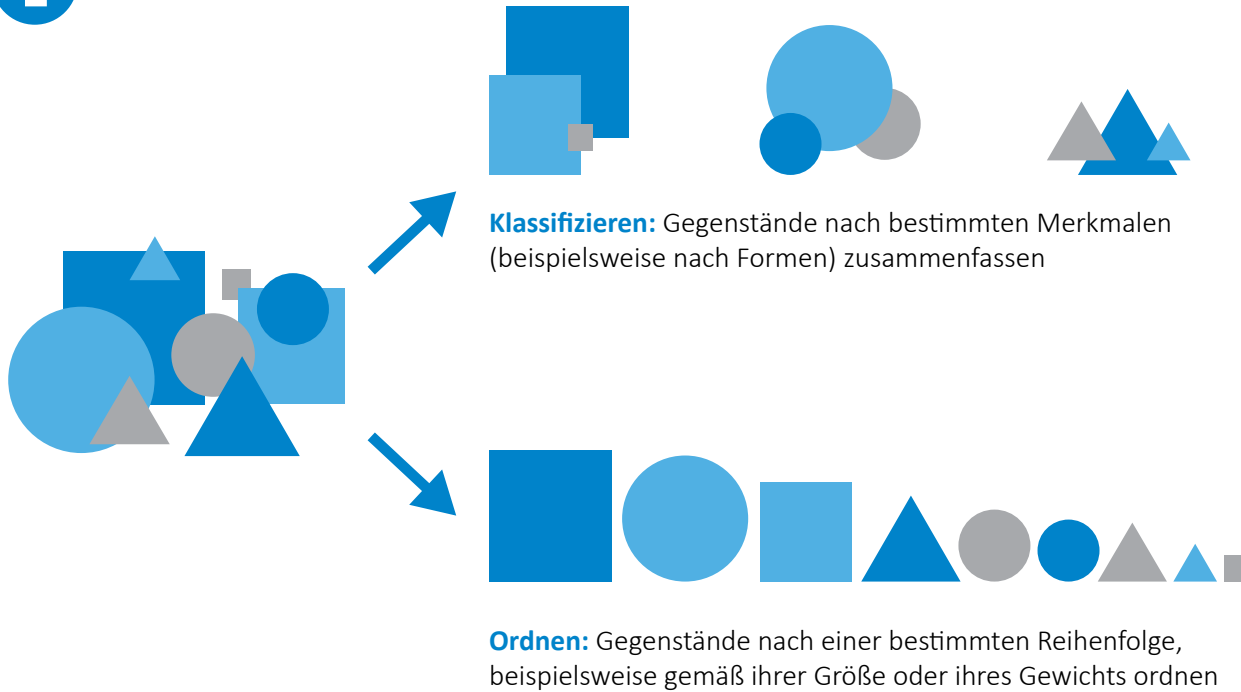 Klassifizieren: Gegenstände nach bestimmten Merkmalen
(beispielsweise nach Formen) zusammenfassen
Ordnen: Gegenstände nach einer bestimmten Reihenfolge,
beispielsweise gemäß ihrer Größe oder ihres Gewichts ordnen